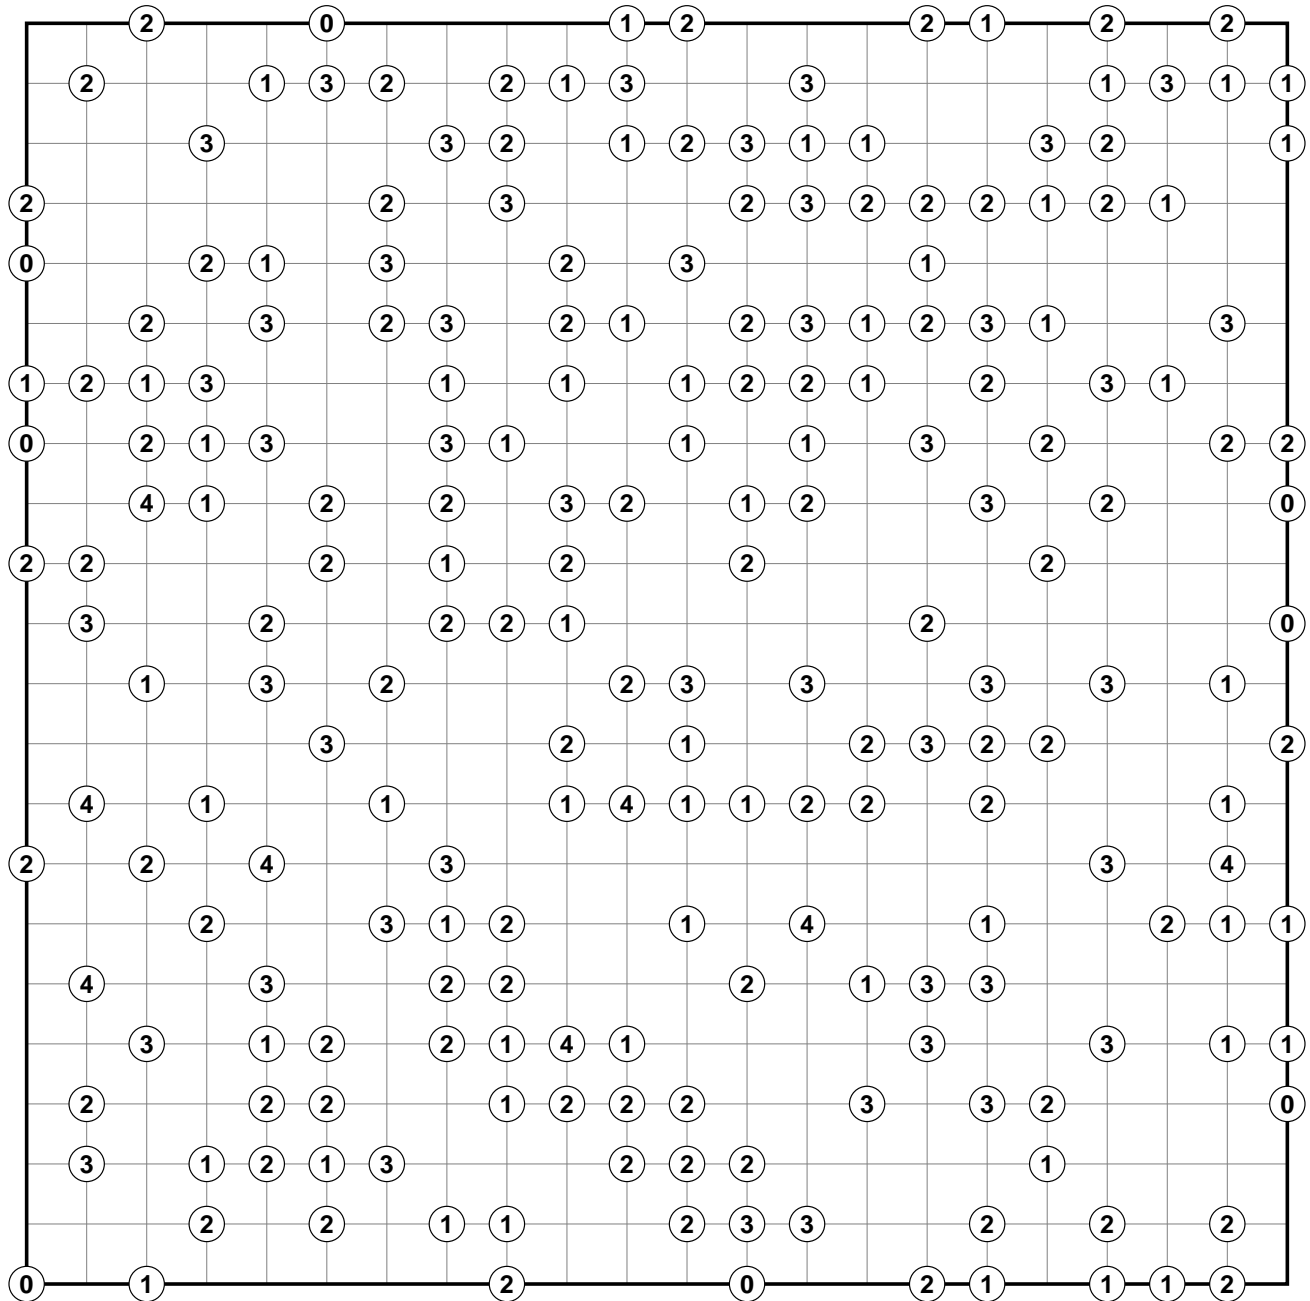 2 0 1 2 2 1 2 2
2 1 3 2 2 1 3 3 1 3 1 1
3 3 2 1 2 3 1 1 3 2 1
2 2 3 2 3 2 2 2 1 2 1
0 2 1 3 2 3 1
2 3 2 3 2 1 2 3 1 2 3 1 3
1 2 1 3 1 1 1 2 2 1 2 3 1
0 2 1 3 3 1 1 1 3 2 2 2
4 1 2 2 3 2 1 2 3 2 0
2 2 2 1 2 2 2
3 2 2 2 1 2 0
1 3 2 2 3 3 3 3 1
3 2 1 2 3 2 2 2
4 1 1 1 4 1 1 2 2 2 1
2 2 4 3 3 4
2 3 1 2 1 4 1 2 1 1
4 3 2 2 2 1 3 3
3 1 2 2 1 4 1 3 3 1 1
2 2 2 1 2 2 2 3 3 2 0
3 1 2 1 3 2 2 2 1
2 2 1 1 2 3 3 2 2 2
0 1 2 0 2 1 1 1 2